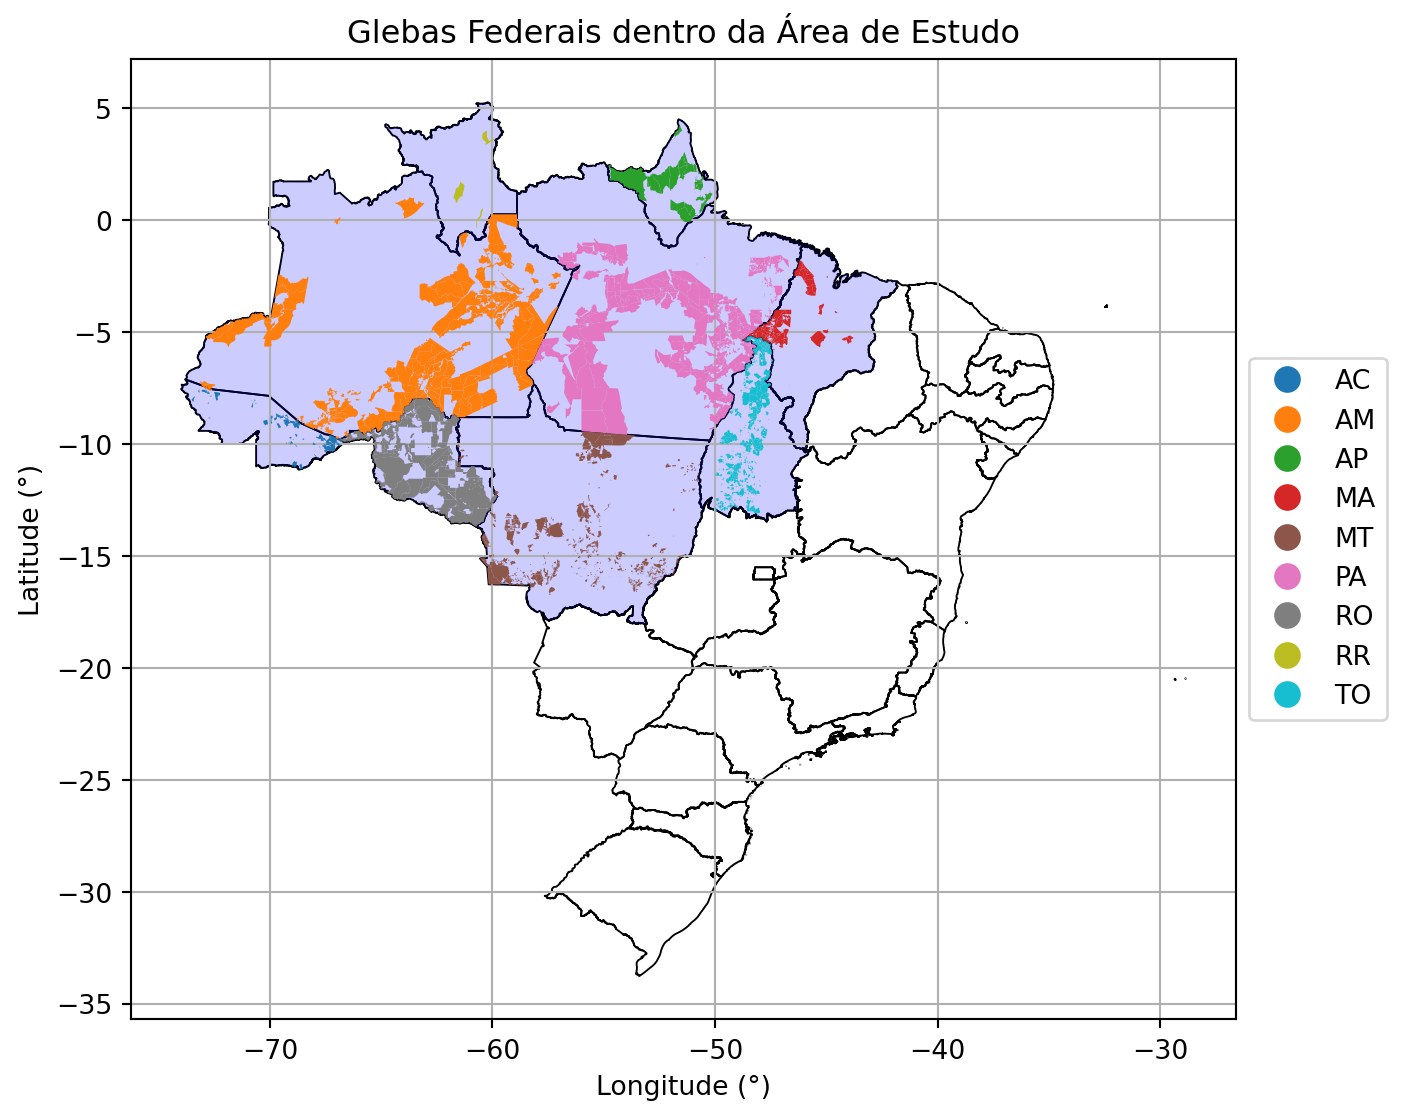 Glebas Federais dentro da Área de Estudo
5
0
−5
−10
−15
−20
−25
−30
−35
Latitude (°)
−70
−60
−50
−40
−30
Longitude (°)
AC
AM
AP
MA
MT
PA
RO
RR
TO